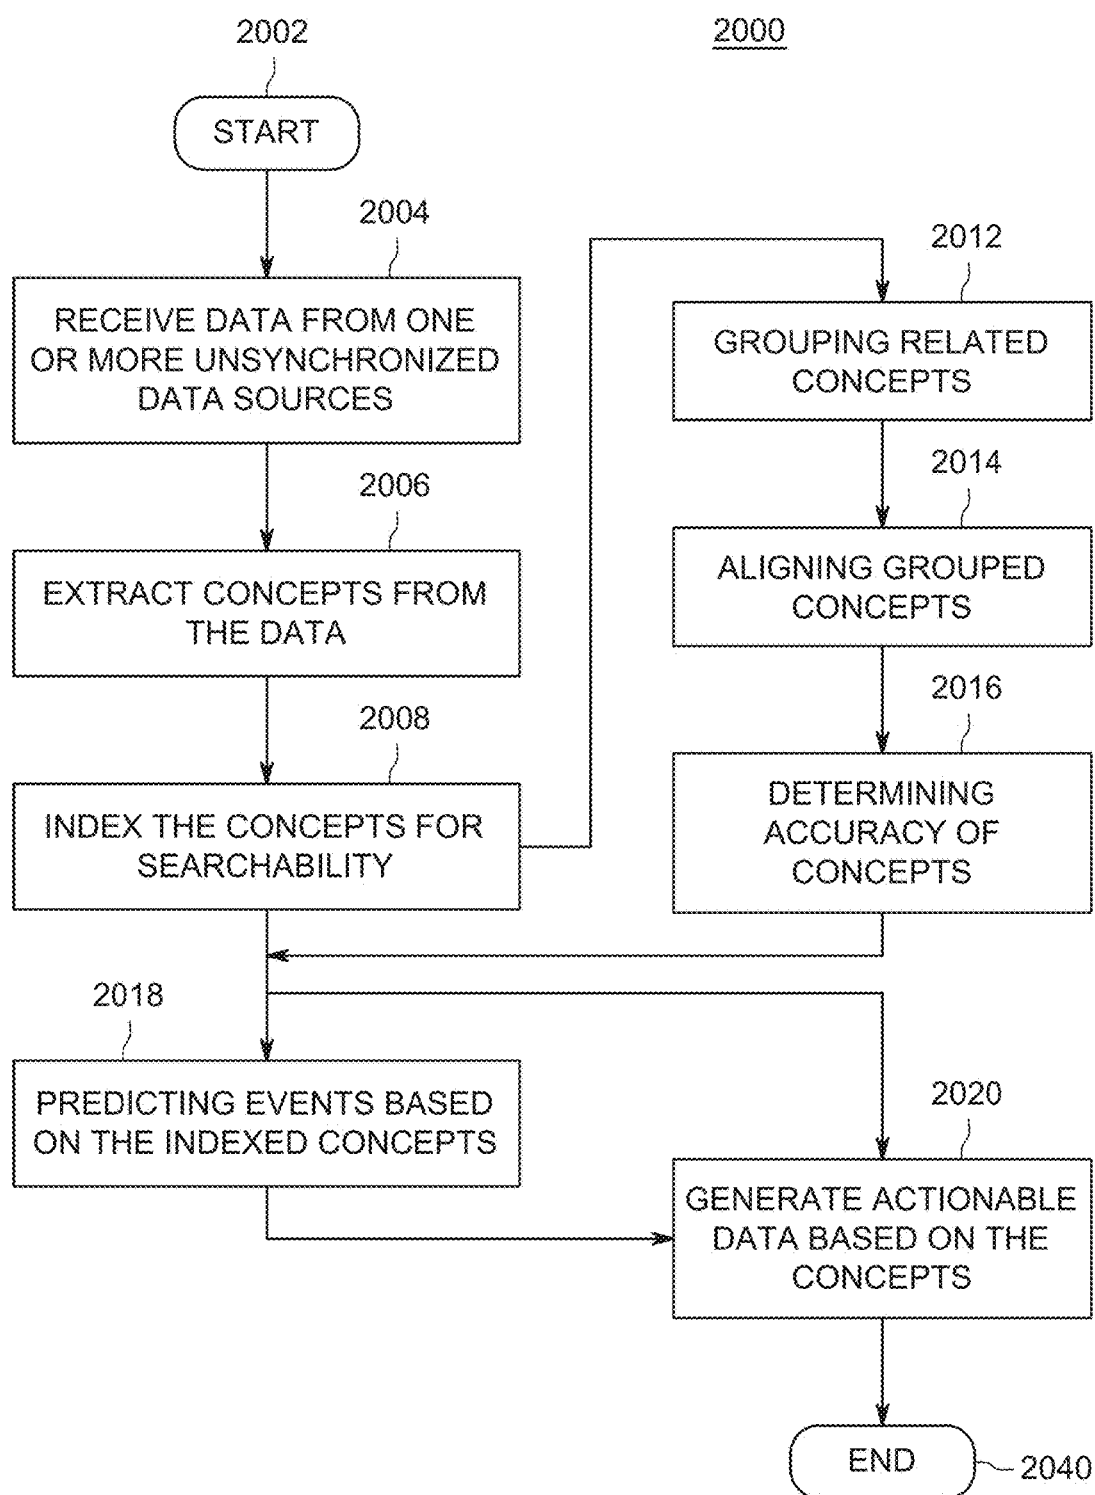 2002
2000
START
2004
RECEIVE DATA FROM ONE
OR MORE UNSYNCHRONIZED
DATA SOURCES
2006
EXTRACT CONCEPTS FROM
THE DATA
2008
INDEX THE CONCEPTS FOR
SEARCHABILITY
2012
GROUPING RELATED
CONCEPTS
2014
ALIGNING GROUPED
CONCEPTS
2016
DETERMINING
ACCURACY OF
CONCEPTS
2018
PREDICTING EVENTS BASED
ON THE INDEXED CONCEPTS
2020
GENERATE ACTIONABLE
DATA BASED ON THE
CONCEPTS
END
2040